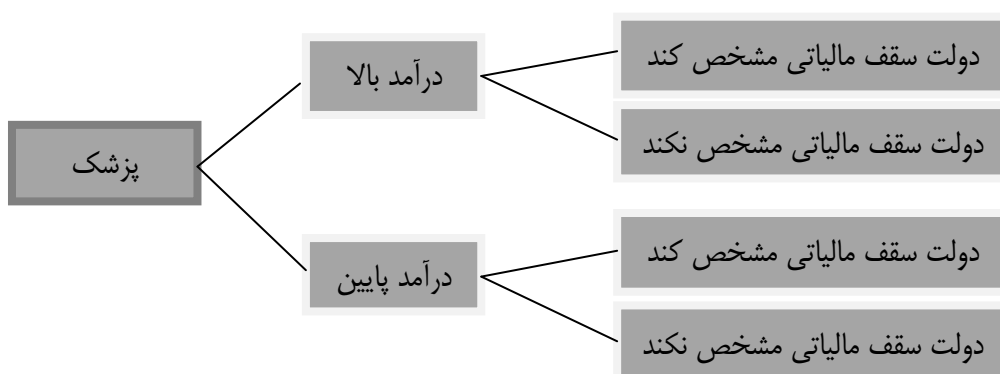 پزشک
درآمد بالا
دولت سقف مالیاتی مشخص کند
دولت سقف مالیاتی مشخص نکند
درآمد پایین
دولت سقف مالیاتی مشخص کند
دولت سقف مالیاتی مشخص نکند